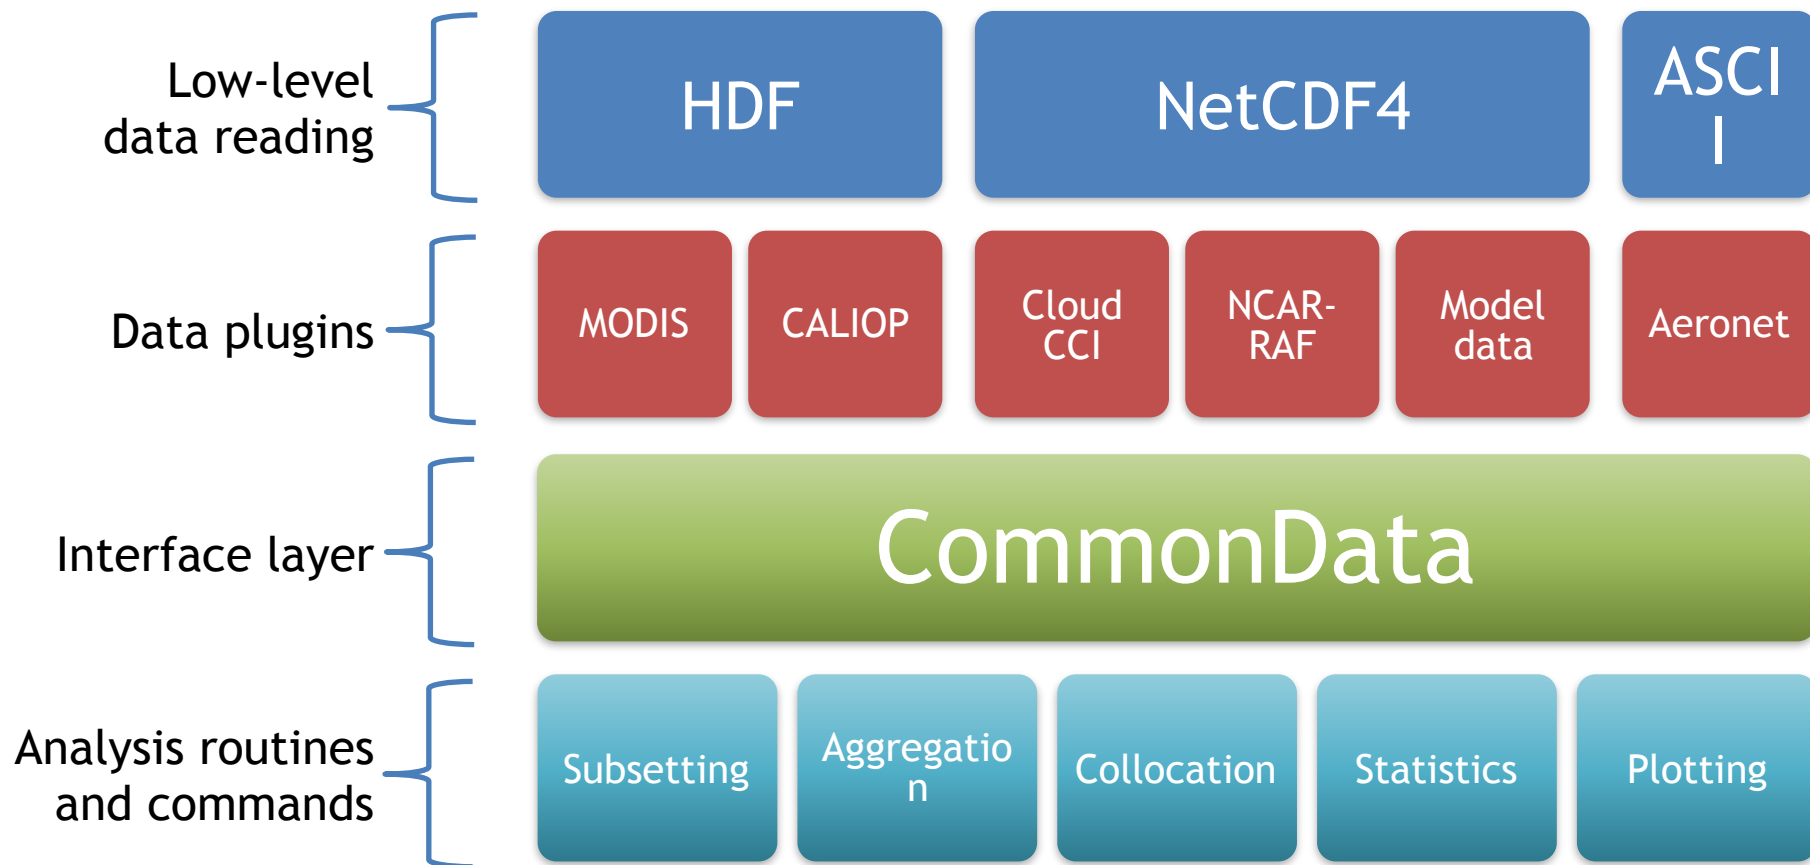 Low-level
data reading
HDF
NetCDF4
ASCI
I
Data plugins
MODIS
CALIOP
Cloud
CCI
NCAR-
RAF
Model
data
Aeronet
Interface layer
CommonData
Analysis routines
and commands
Subsetting
Aggregatio
n
Collocation
Statistics
Plotting